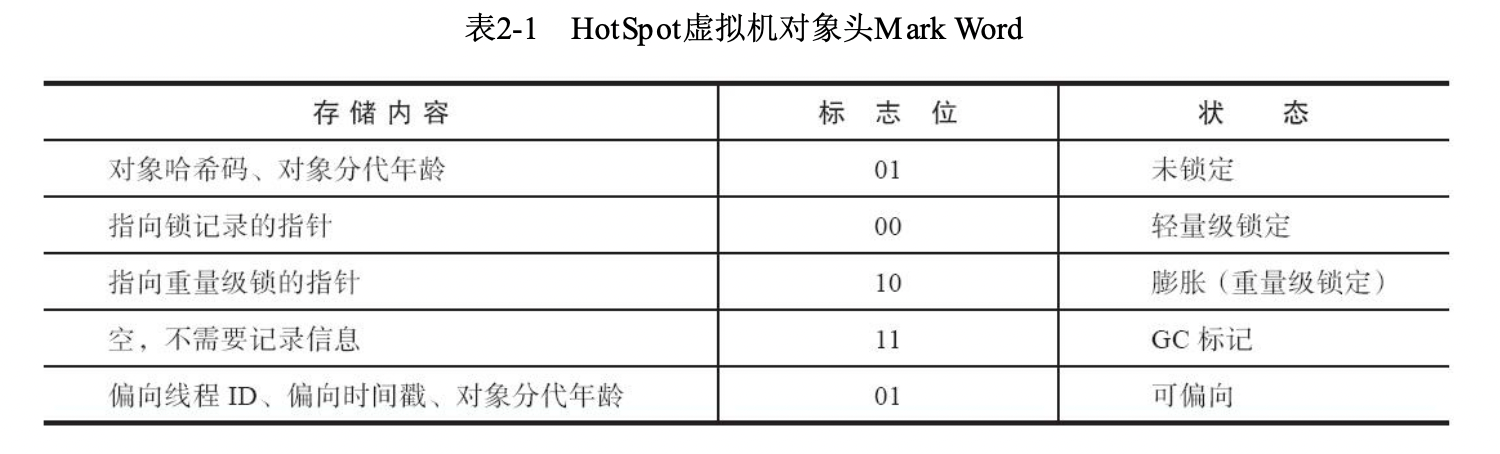 表2-1 HotSpot虚拟机对象头Mark Word
存储内容 标志位 状态
对象哈希码、对象分代年龄 01 未锁定
指向锁记录的指针 00 轻量级锁定
指向重量级锁的指针 10 膨胀（重量级锁定）
空，不需要记录信息 11 GC 标记
偏向线程 ID、偏向时间戳、对象分代年龄 01 可偏向